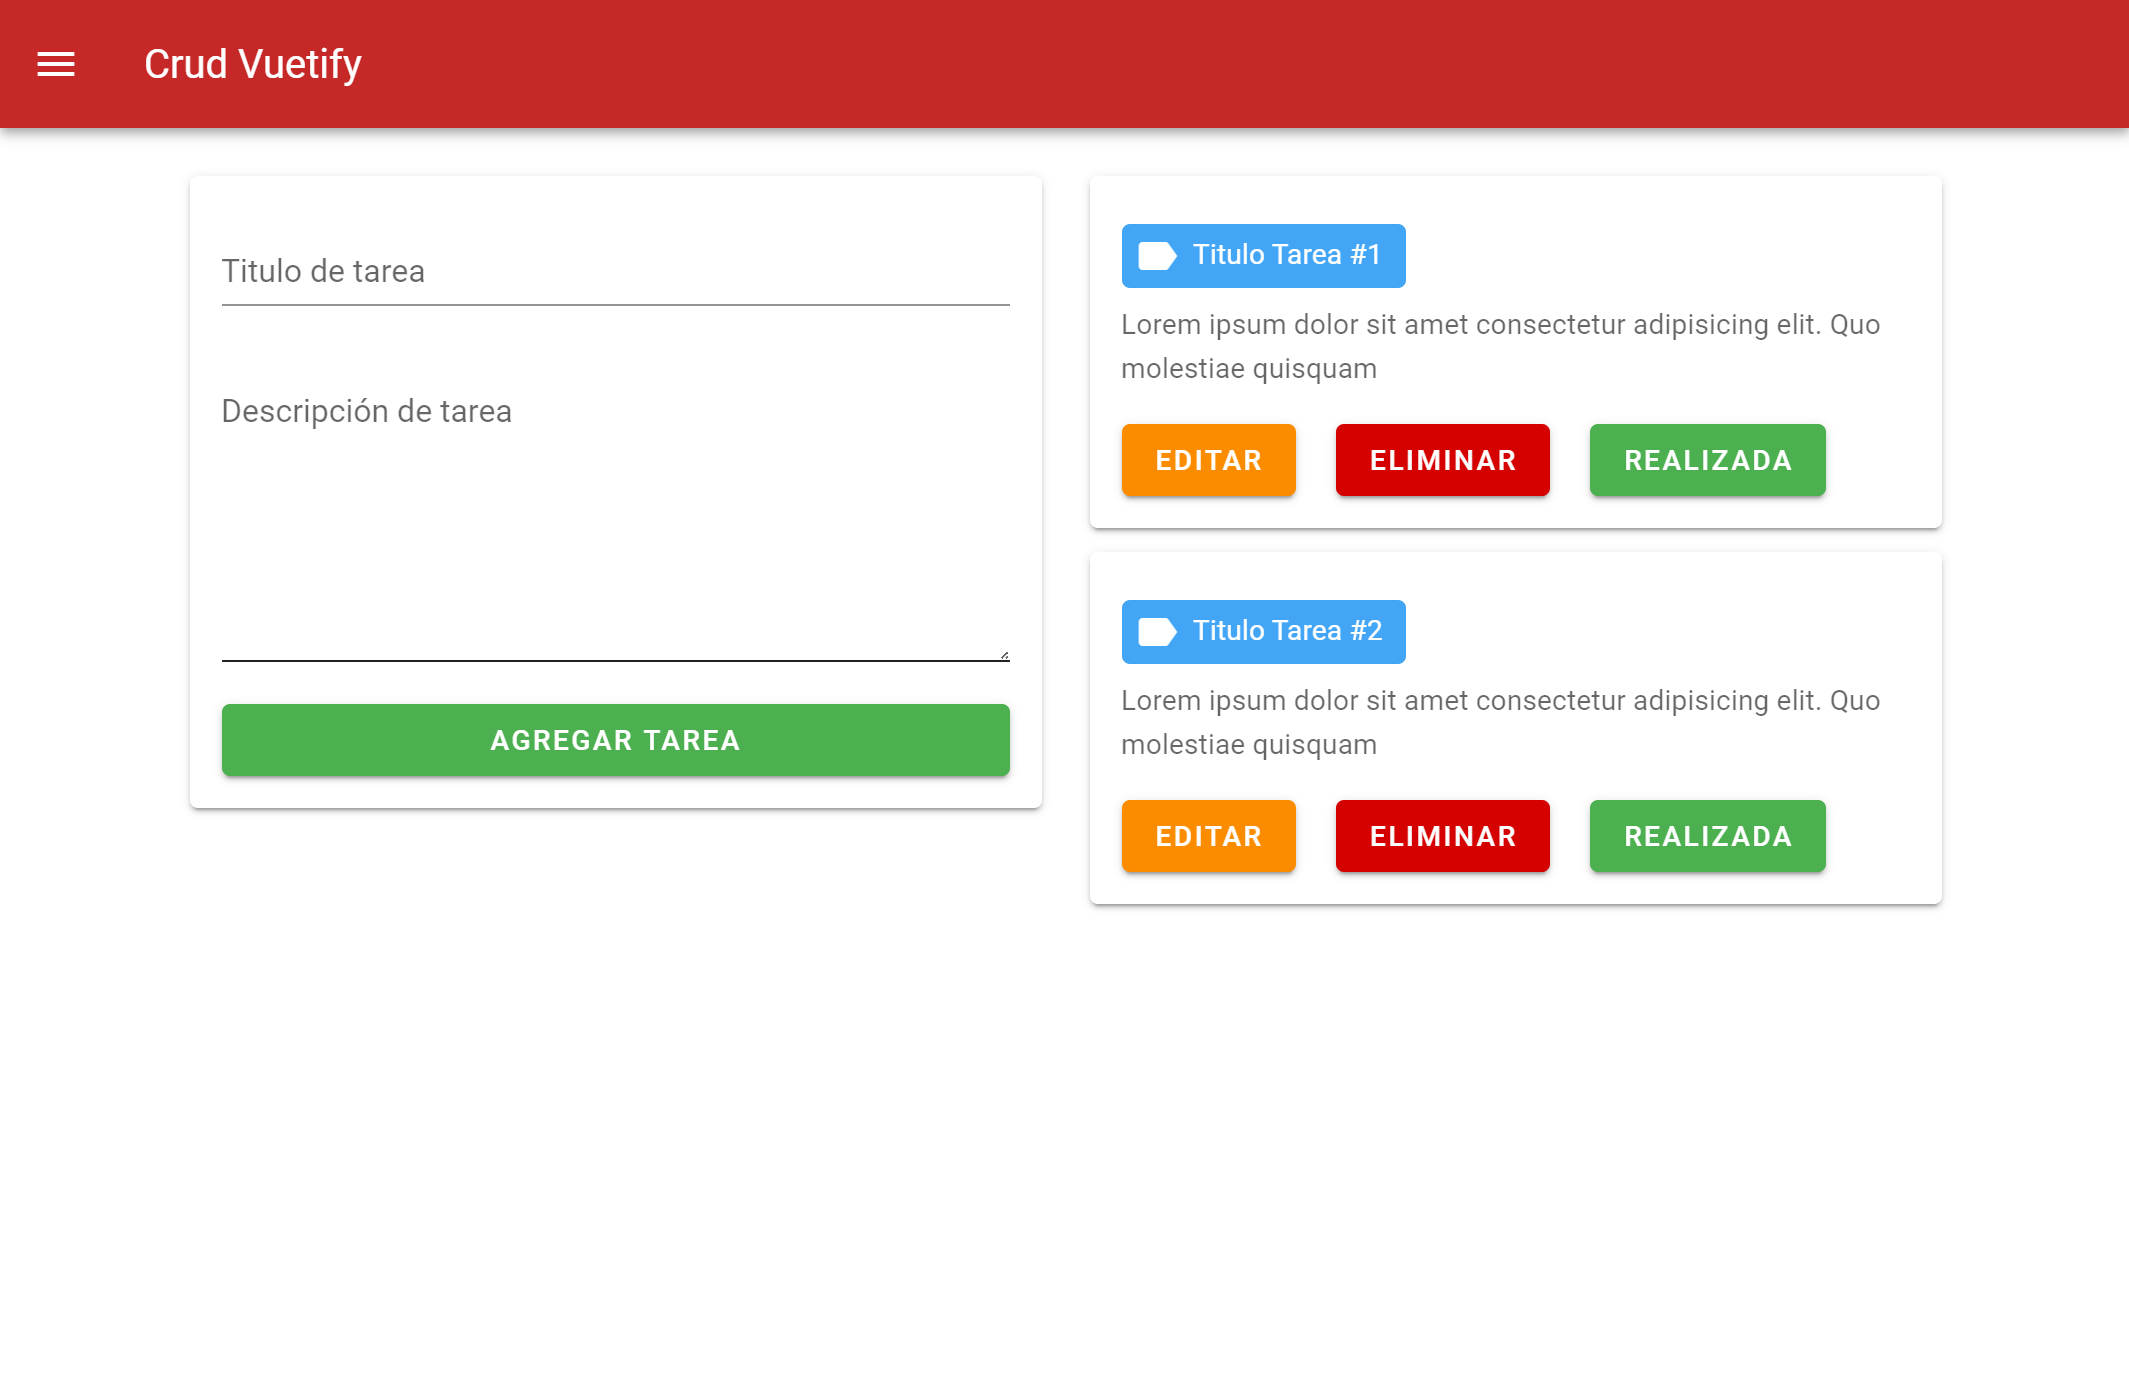 Crud Vuetify
Titulo de tarea
Descripción de tarea
AGREGAR TAREA
Titulo Tarea #1
Lorem ipsum dolor sit amet consectetur adipisicing elit. Quo
molestiae quisquam
EDITAR ELIMINAR REALIZADA
Titulo Tarea #2
Lorem ipsum dolor sit amet consectetur adipisicing elit. Quo
molestiae quisquam
EDITAR ELIMINAR REALIZADA